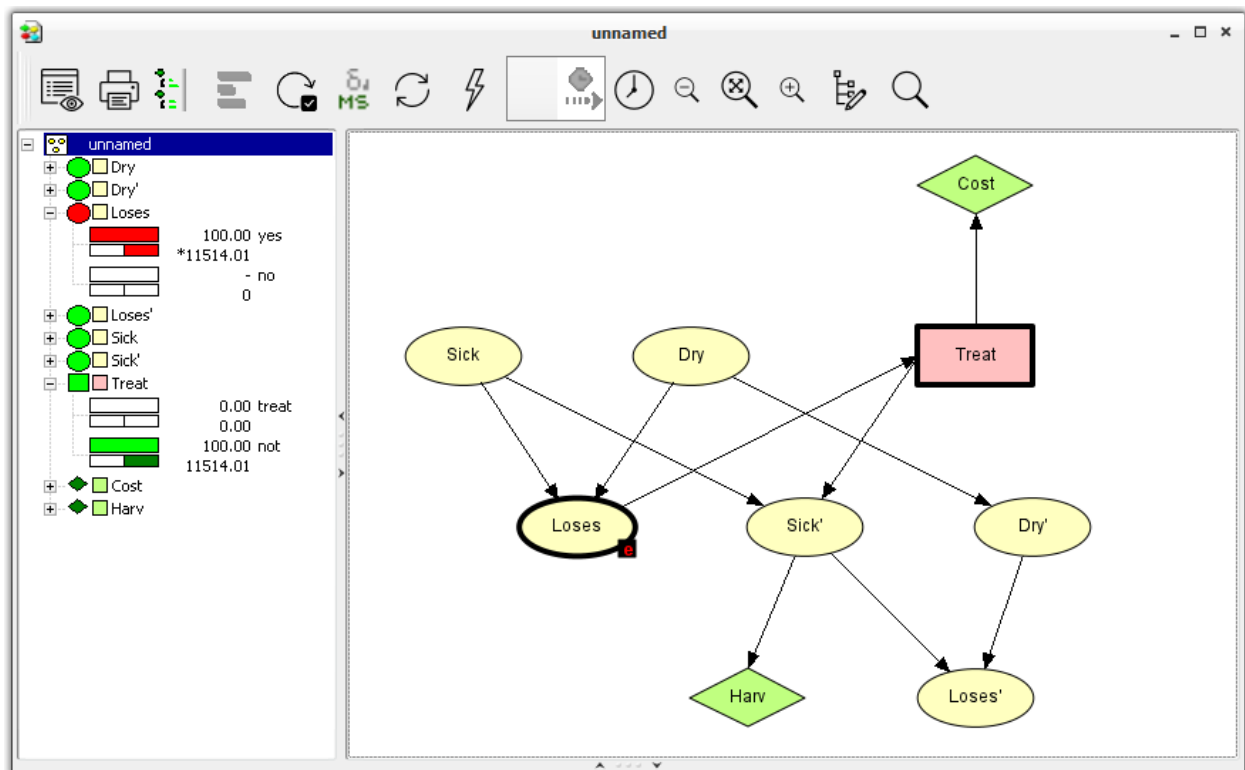 unnamed
δ↓
MS
unnamed
Dry
Dry'
Loses
100.00 yes
*11514.01
- no
0
Loses'
Sick
Sick'
Treat
0.00 treat
0.00
100.00 not
11514.01
Cost
Harv
Cost
Sick
Dry
Treat
Loses
e
Sick'
Dry'
Harv
Loses'